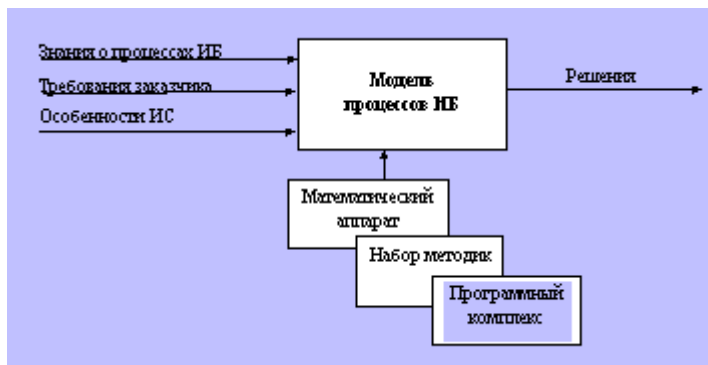 Знания о процессах ИБ
Требования заказчика
Особенности ИС
Модель
процессов ИБ
Решения
Математический
аппарат
Набор методик
Программный
комплекс